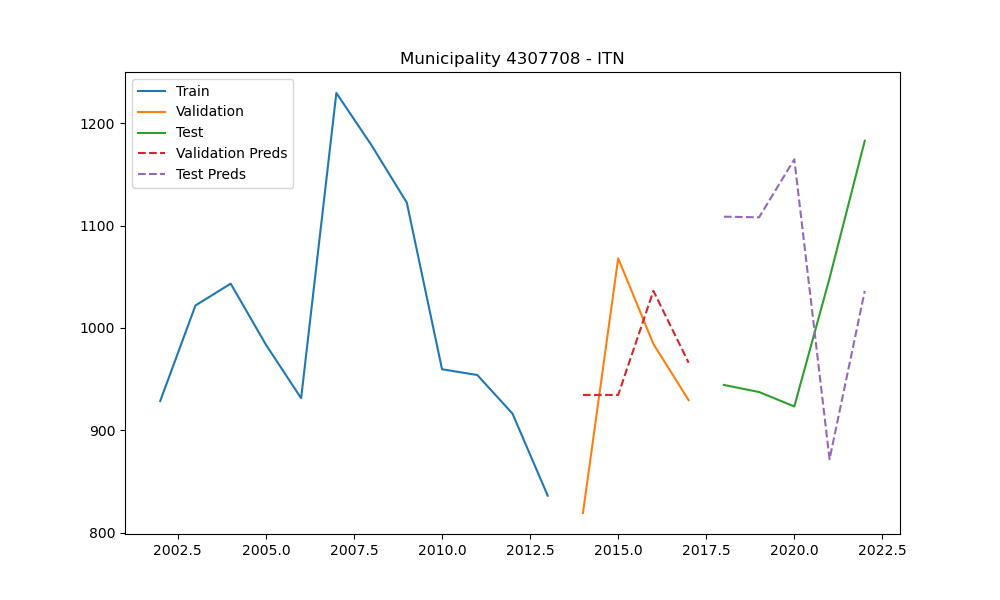 Municipality 4307708 - ITN
Train
Validation
Test
Validation Preds
Test Preds
1200
1100
1000
900
800
2002.5 2005.0 2007.5 2010.0 2012.5 2015.0 2017.5 2020.0 2022.5